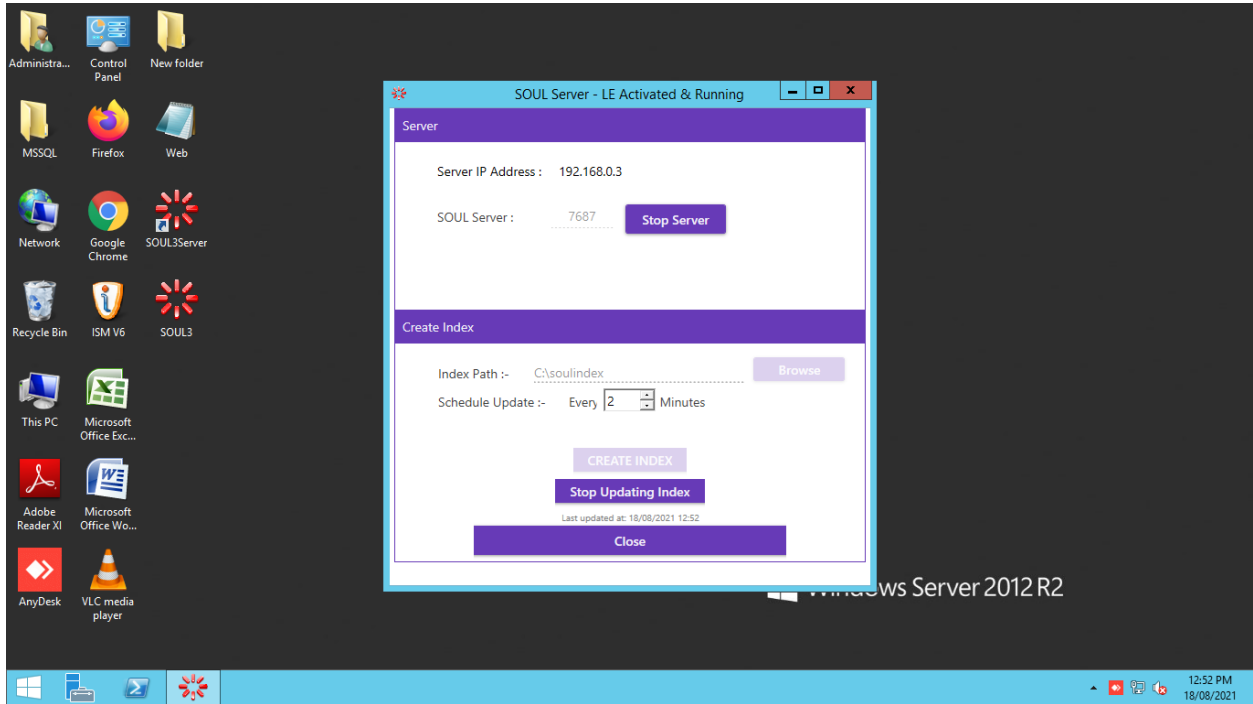 Administra...
Control
Panel
New folder
MSSQL
Firefox
Web
Network
Google
Chrome
SOUL3Server
Recycle Bin
ISM V6
SOUL3
This PC
Microsoft
Office Exc...
Adobe
Reader XI
Microsoft
Office Wo...
AnyDesk
VLC media
player
SOUL Server - LE Activated & Running
Server
Server IP Address : 192.168.0.3
SOUL Server : 7687 Stop Server
Create Index
Index Path :- C:\soulindex Browse
Schedule Update :- Every 2 Minutes
CREATE INDEX
Stop Updating Index
Last updated at: 18/08/2021 12:52
Close
Server 2012 R2
12:52 PM
18/08/2021